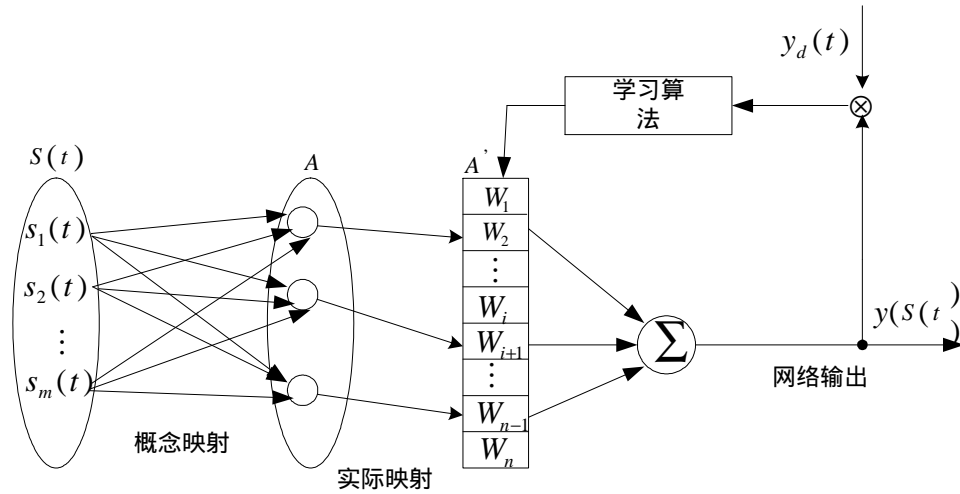 y_d(t)
学习算
法
⊗
S(t)
A
A'
s_1(t)
s_2(t)
⋮
s_m(t)
W_1
W_2
⋮
W_i
W_{i+1}
⋮
W_{n-1}
W_n
Σ
y(S(t
)
网络输出
概念映射
实际映射